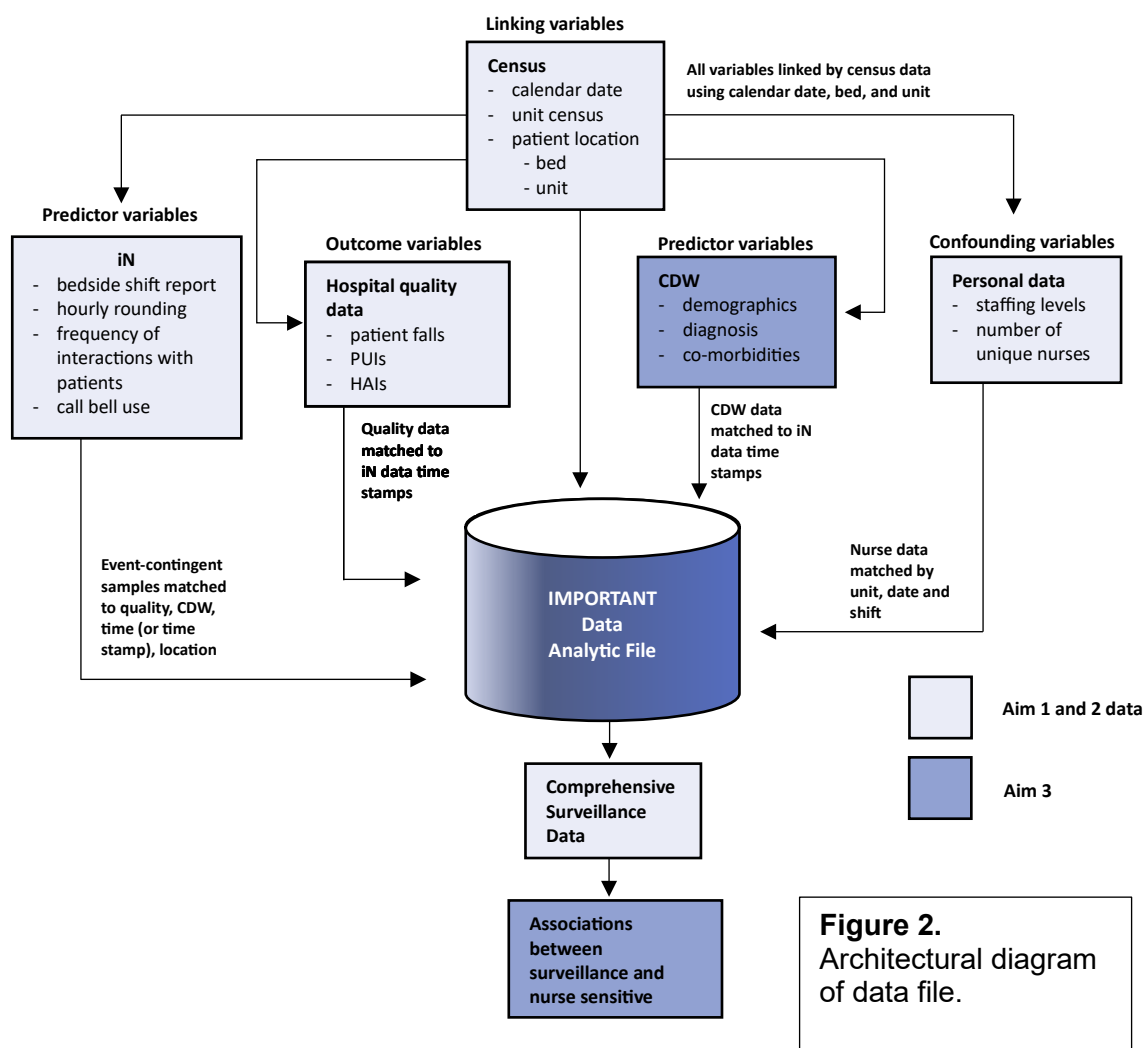 Linking variables
Census
- calendar date
- unit census
- patient location
- bed
- unit
All variables linked by census data
using calendar date, bed, and unit
Predictor variables
iN
- bedside shift report
- hourly rounding
- frequency of
interactions with
patients
- call bell use
Outcome variables
Hospital quality
data
- patient falls
- PUIs
- HAIs
Predictor variables
CDW
- demographics
- diagnosis
- co-morbidities
Confounding variables
Personal data
- staffing levels
- number of
unique nurses
Quality data
matched to
iN data time
stamps
CDW data
matched to iN
data time
stamps
Event-contingent
samples matched
to quality, CDW,
time (or time
stamp), location
Nurse data
matched by
unit, date and
shift
IMPORTANT
Data
Analytic File
Comprehensive
Surveillance
Data
Associations
between
surveillance and
nurse sensitive
Aim 1 and 2 data
Aim 3
Figure 2.
Architectural diagram
of data file.